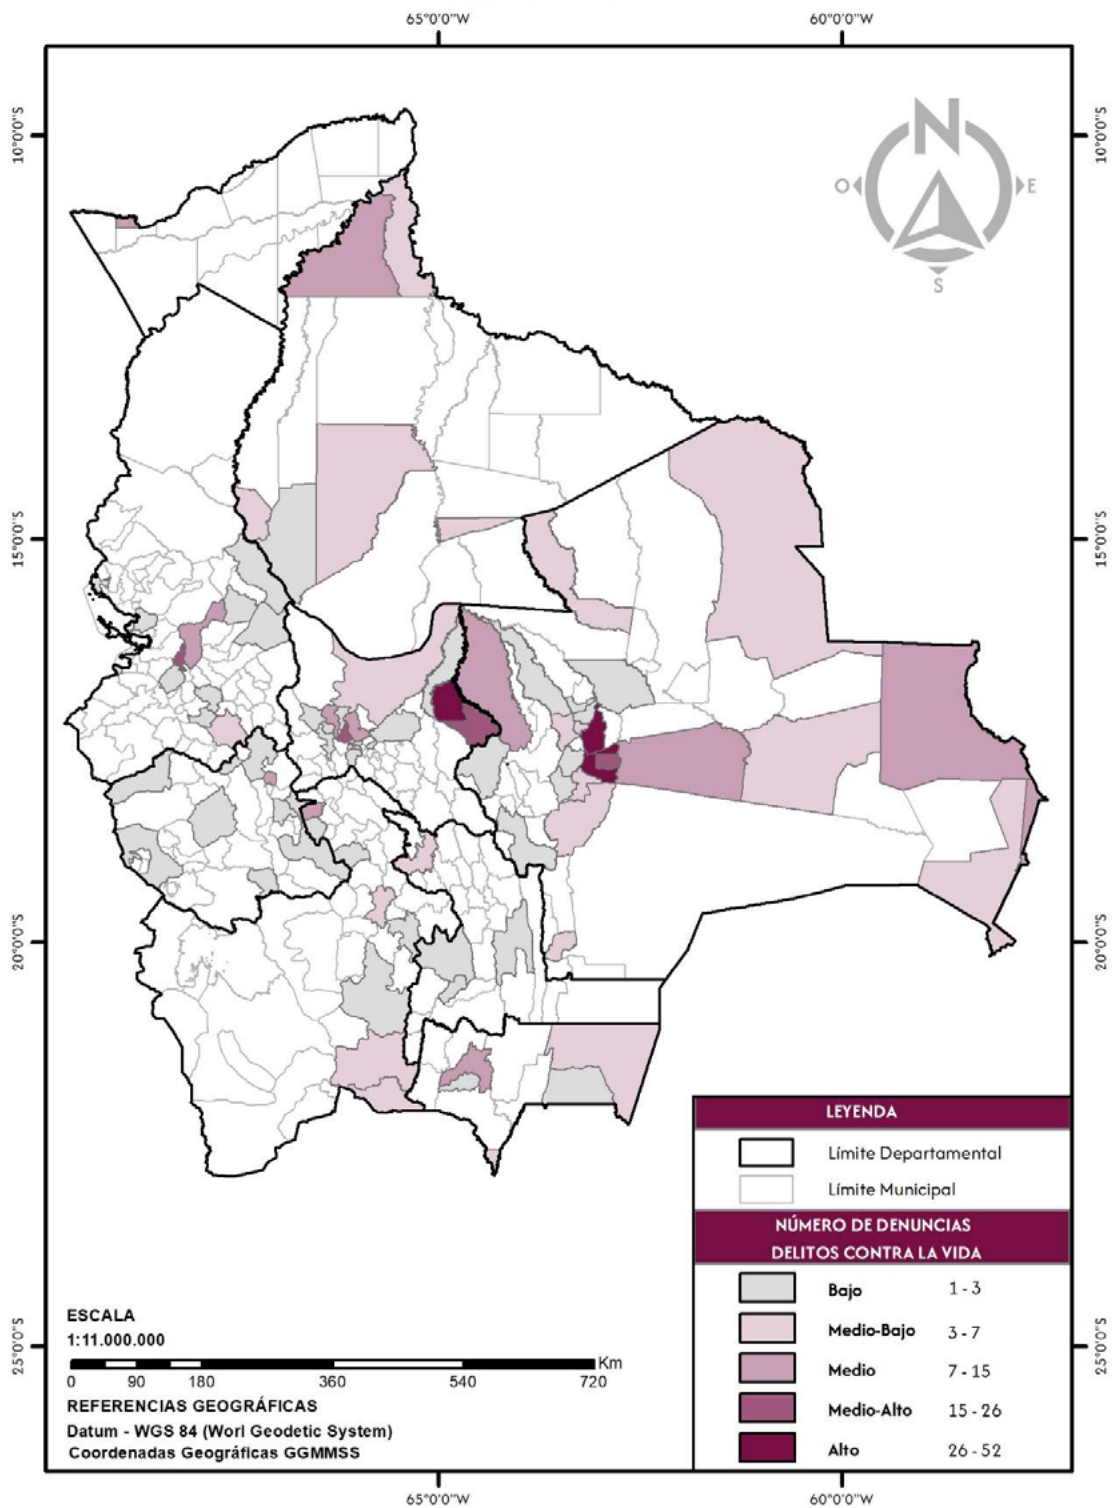 65°0'0"W 60°0'0"W
10°0'0"S 10°0'0"S
N
O E
S
15°0'0"S 15°0'0"S
20°0'0"S 20°0'0"S
LEYENDA
Límite Departamental
Límite Municipal
NÚMERO DE DENUNCIAS
DELITOS CONTRA LA VIDA
Bajo 1 - 3
Medio-Bajo 3 - 7
Medio 7 - 15
Medio-Alto 15 - 26
Alto 26 - 52
ESCALA
1:11.000.000
Km
0 90 180 360 540 720
REFERENCIAS GEOGRÁFICAS
Datum - WGS 84 (Worl Geodetic System)
Coordenadas Geográficas GGMMSS
25°0'0"S 25°0'0"S
65°0'0"W 60°0'0"W